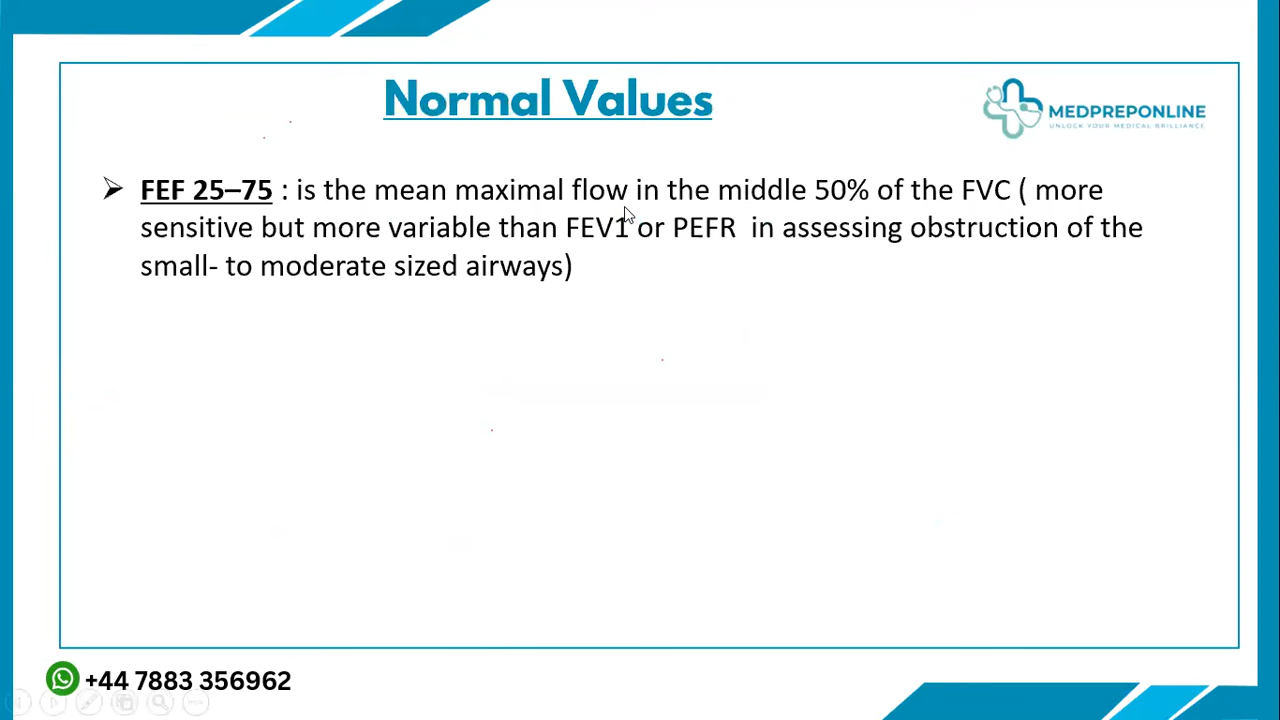 Normal Values
MEDPREPONLINE
UNLOCK YOUR MEDICAL BRILLIANCE
➢ FEF 25–75 : is the mean maximal flow in the middle 50% of the FVC ( more
sensitive but more variable than FEV1 or PEFR in assessing obstruction of the
small- to moderate sized airways)
+44 7883 356962